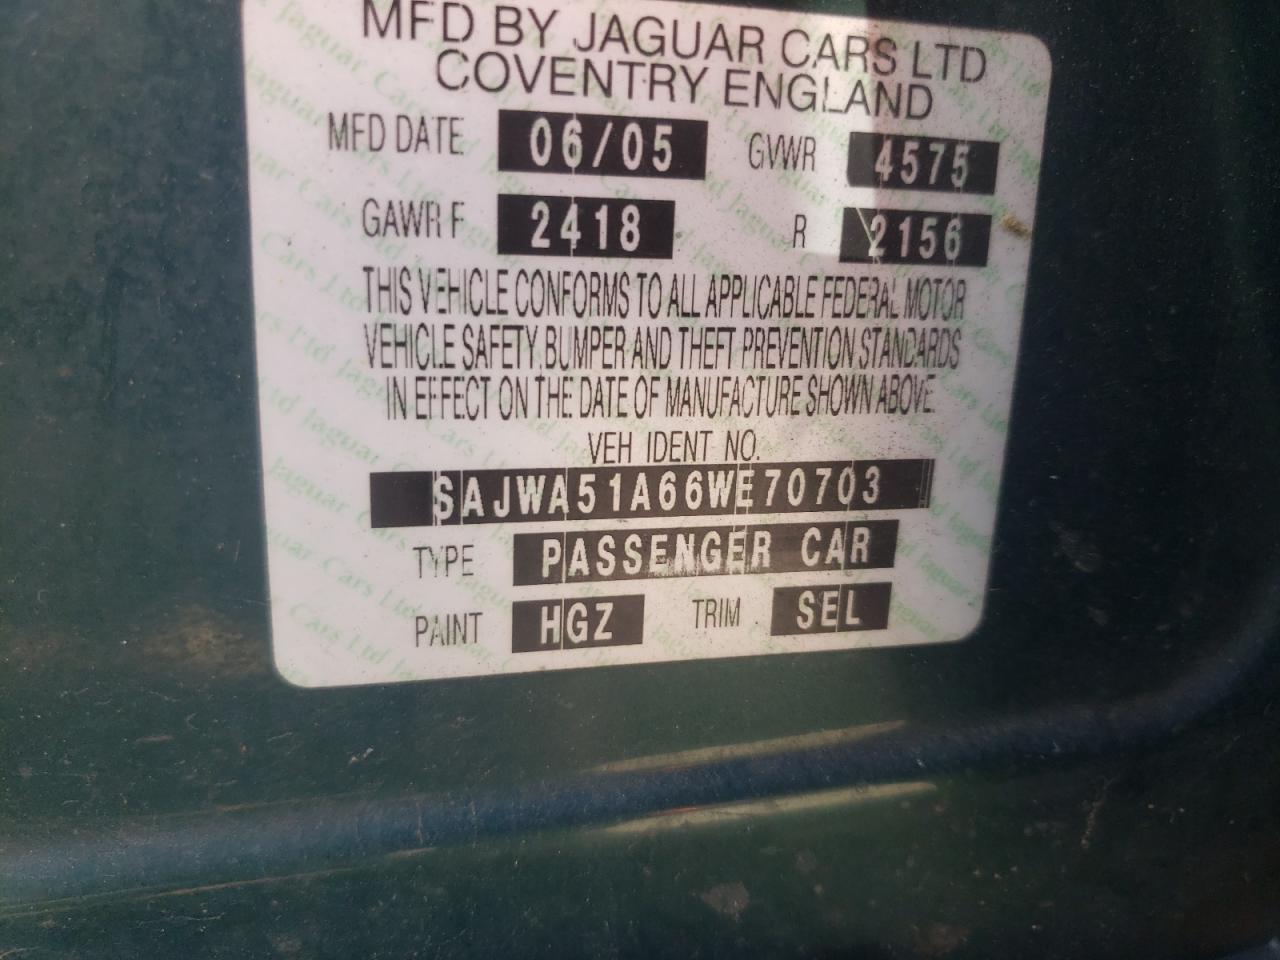 MFD BY JAGUAR CARS LTD
COVENTRY ENGLAND
MFD DATE 06/05 GVWR 4575
GAWR F 2418 R 2156
THIS VEHICLE CONFORMS TO ALL APPLICABLE FEDERAL MOTOR
VEHICLE SAFETY, BUMPER AND THEFT PREVENTION STANDARDS
IN EFFECT ON THE DATE OF MANUFACTURE SHOWN ABOVE.
VEH IDENT NO.
SAJWA51A66WE70703
TYPE PASSENGER CAR
PAINT HGZ TRIM SEL